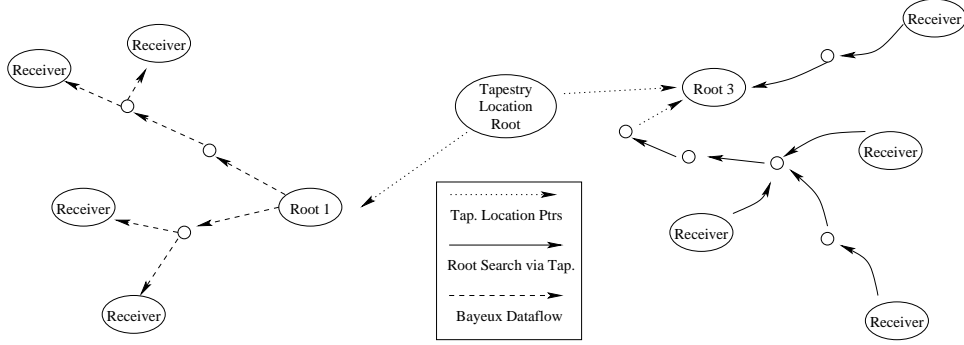 Receiver
Receiver
Receiver
Tapestry
Location
Root
Root 3
Receiver
Receiver
Root 1
Receiver
Receiver
Receiver
Tap. Location Ptrs
Root Search via Tap.
Bayeux Dataflow